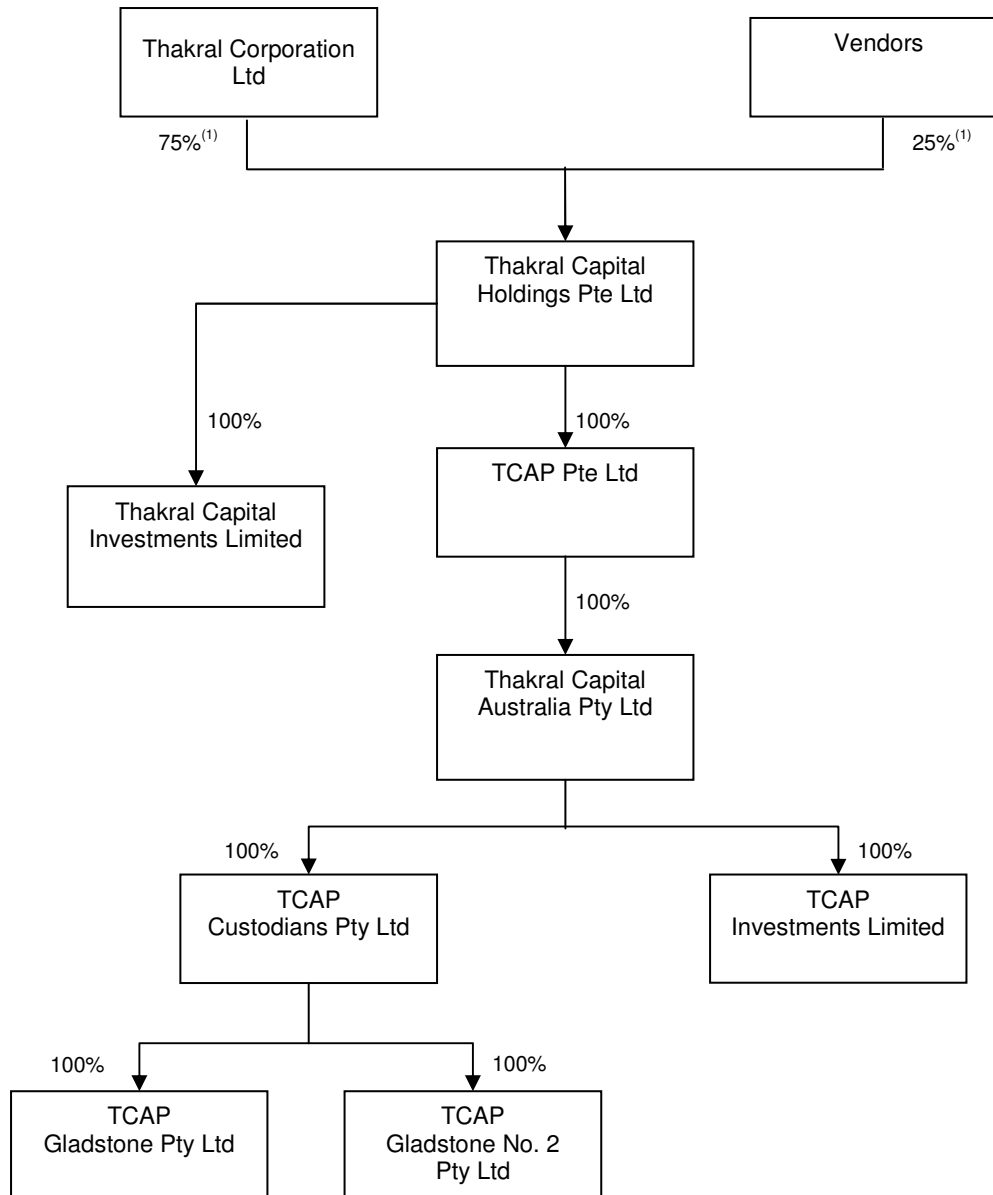 Thakral Corporation
Ltd
Vendors
75%(1)
25%(1)
Thakral Capital
Holdings Pte Ltd
100%
100%
TCAP Pte Ltd
Thakral Capital
Investments Limited
100%
Thakral Capital
Australia Pty Ltd
100%
100%
TCAP
Custodians Pty Ltd
TCAP
Investments Limited
100%
100%
TCAP
Gladstone Pty Ltd
TCAP
Gladstone No. 2
Pty Ltd